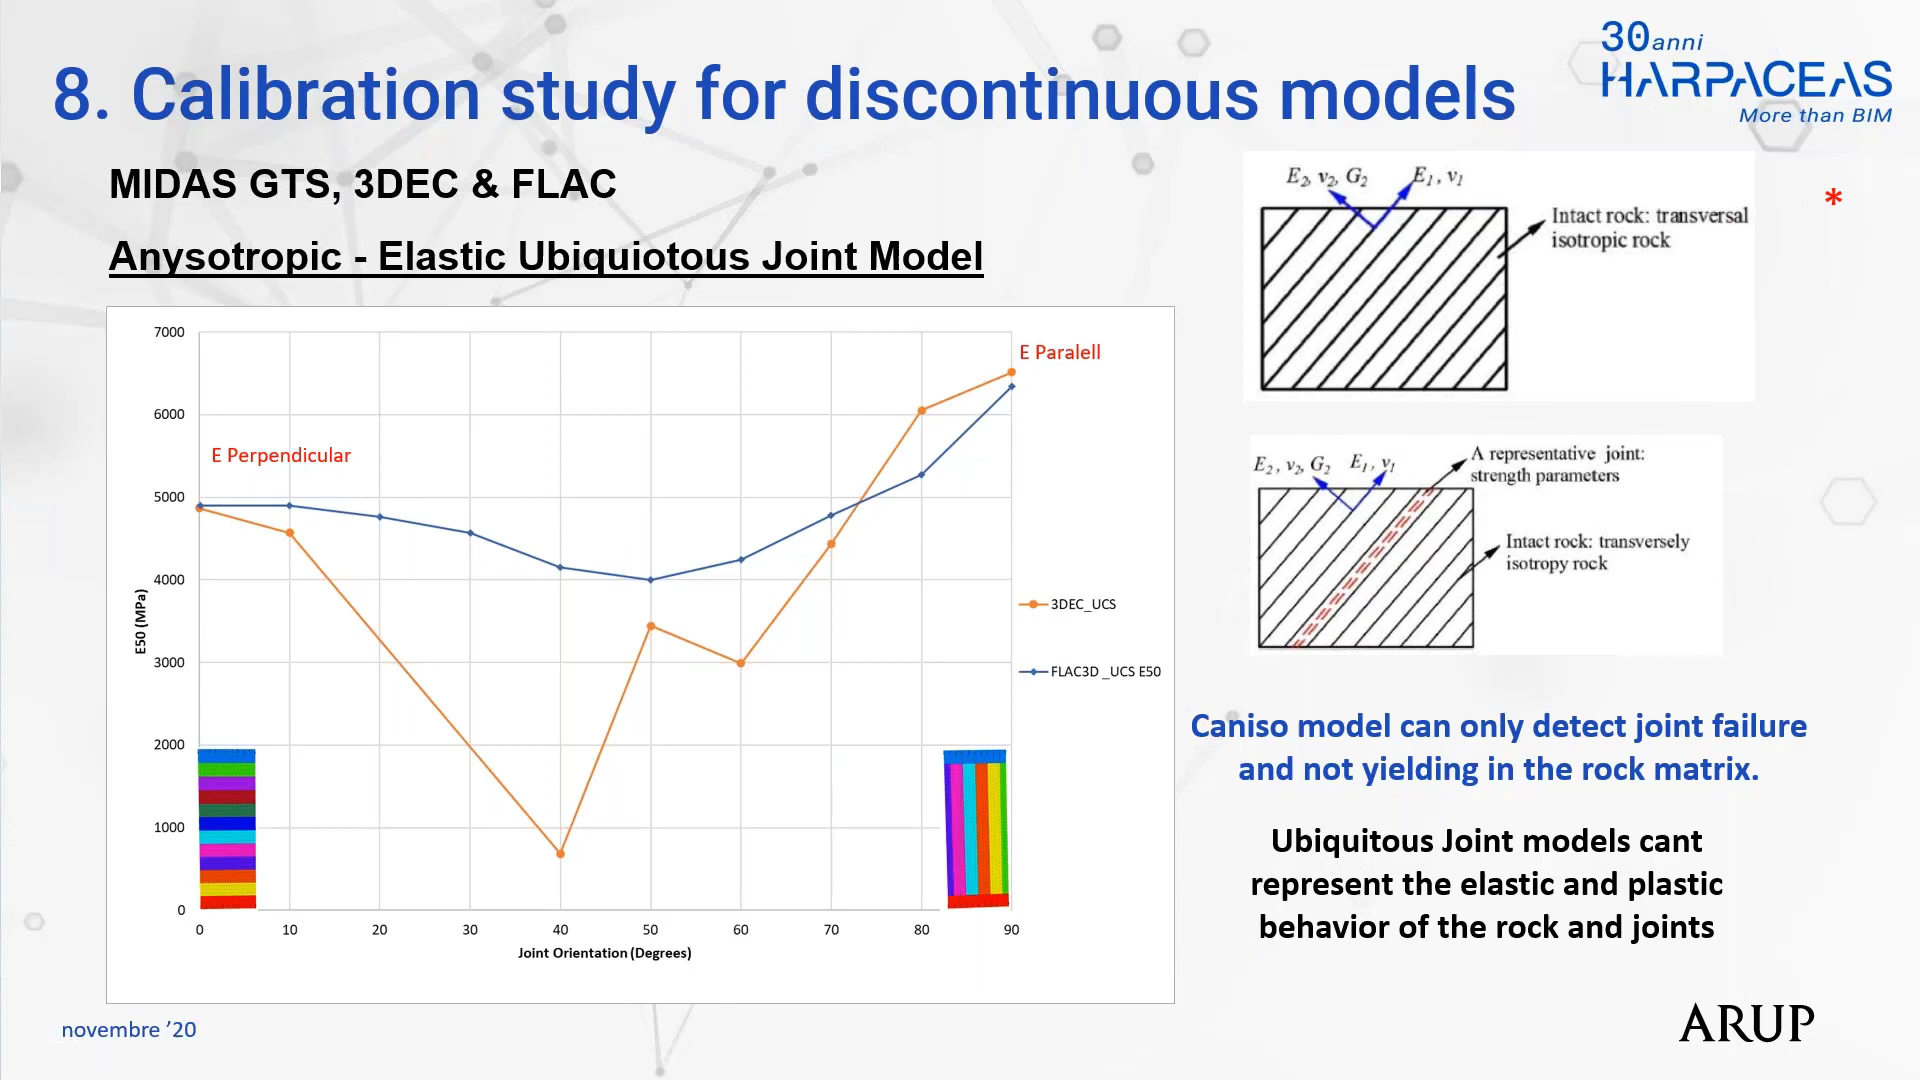 8. Calibration study for discontinuous models
30anni
HARPACEAS
More than BIM
MIDAS GTS, 3DEC & FLAC
Anysotropic - Elastic Ubiquiotous Joint Model
7000
6000
5000
4000
3000
2000
1000
0
E50 (MPa)
E Perpendicular
E Paralell
3DEC_UCS
FLAC3D _UCS E50
0 10 20 30 40 50 60 70 80 90
Joint Orientation (Degrees)
E2, v2, G2 E1, v1
*
Intact rock: transversal
isotropic rock
E2, v2, G2 E1, v1
A representative joint:
strength parameters
Intact rock: transversely
isotropy rock
Caniso model can only detect joint failure
and not yielding in the rock matrix.
Ubiquitous Joint models cant
represent the elastic and plastic
behavior of the rock and joints
novembre ’20
ARUP